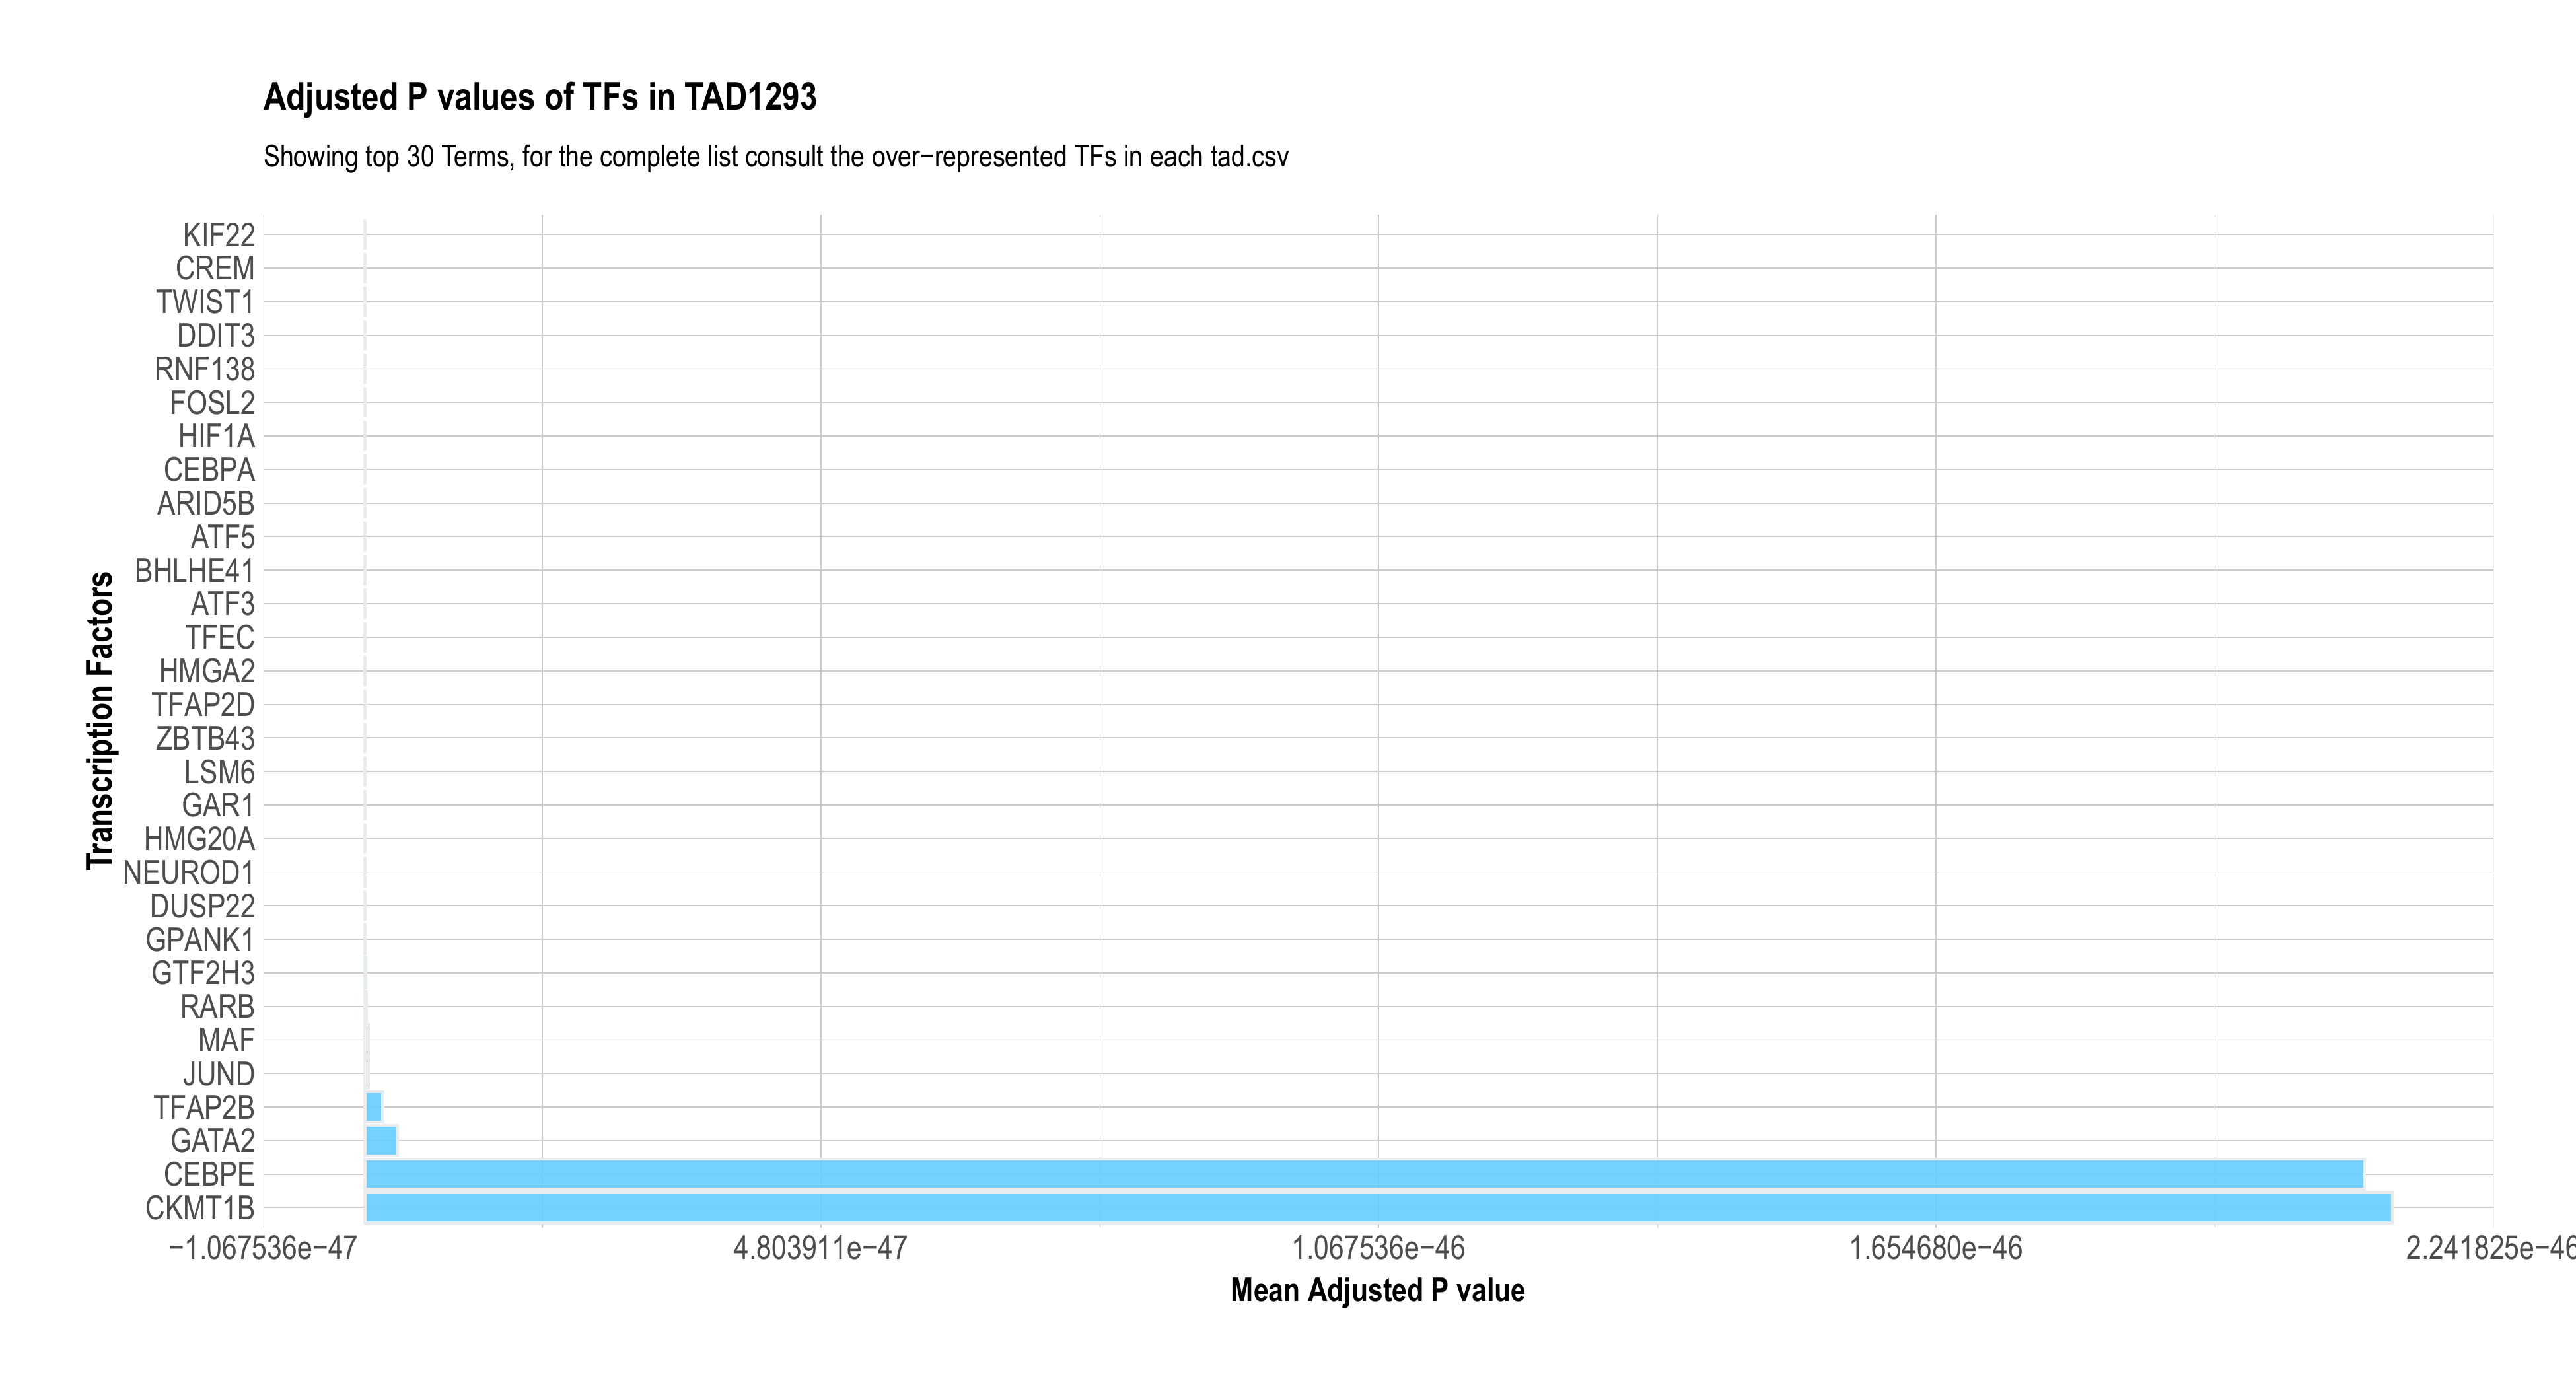 Adjusted P values of TFs in TAD1293
Showing top 30 Terms, for the complete list consult the over−represented TFs in each tad.csv
Transcription Factors
KIF22
CREM
TWIST1
DDIT3
RNF138
FOSL2
HIF1A
CEBPA
ARID5B
ATF5
BHLHE41
ATF3
TFEC
HMGA2
TFAP2D
ZBTB43
LSM6
GAR1
HMG20A
NEUROD1
DUSP22
GPANK1
GTF2H3
RARB
MAF
JUND
TFAP2B
GATA2
CEBPE
CKMT1B
−1.067536e−47 4.803911e−47 1.067536e−46 1.654680e−46 2.241825e−46
Mean Adjusted P value